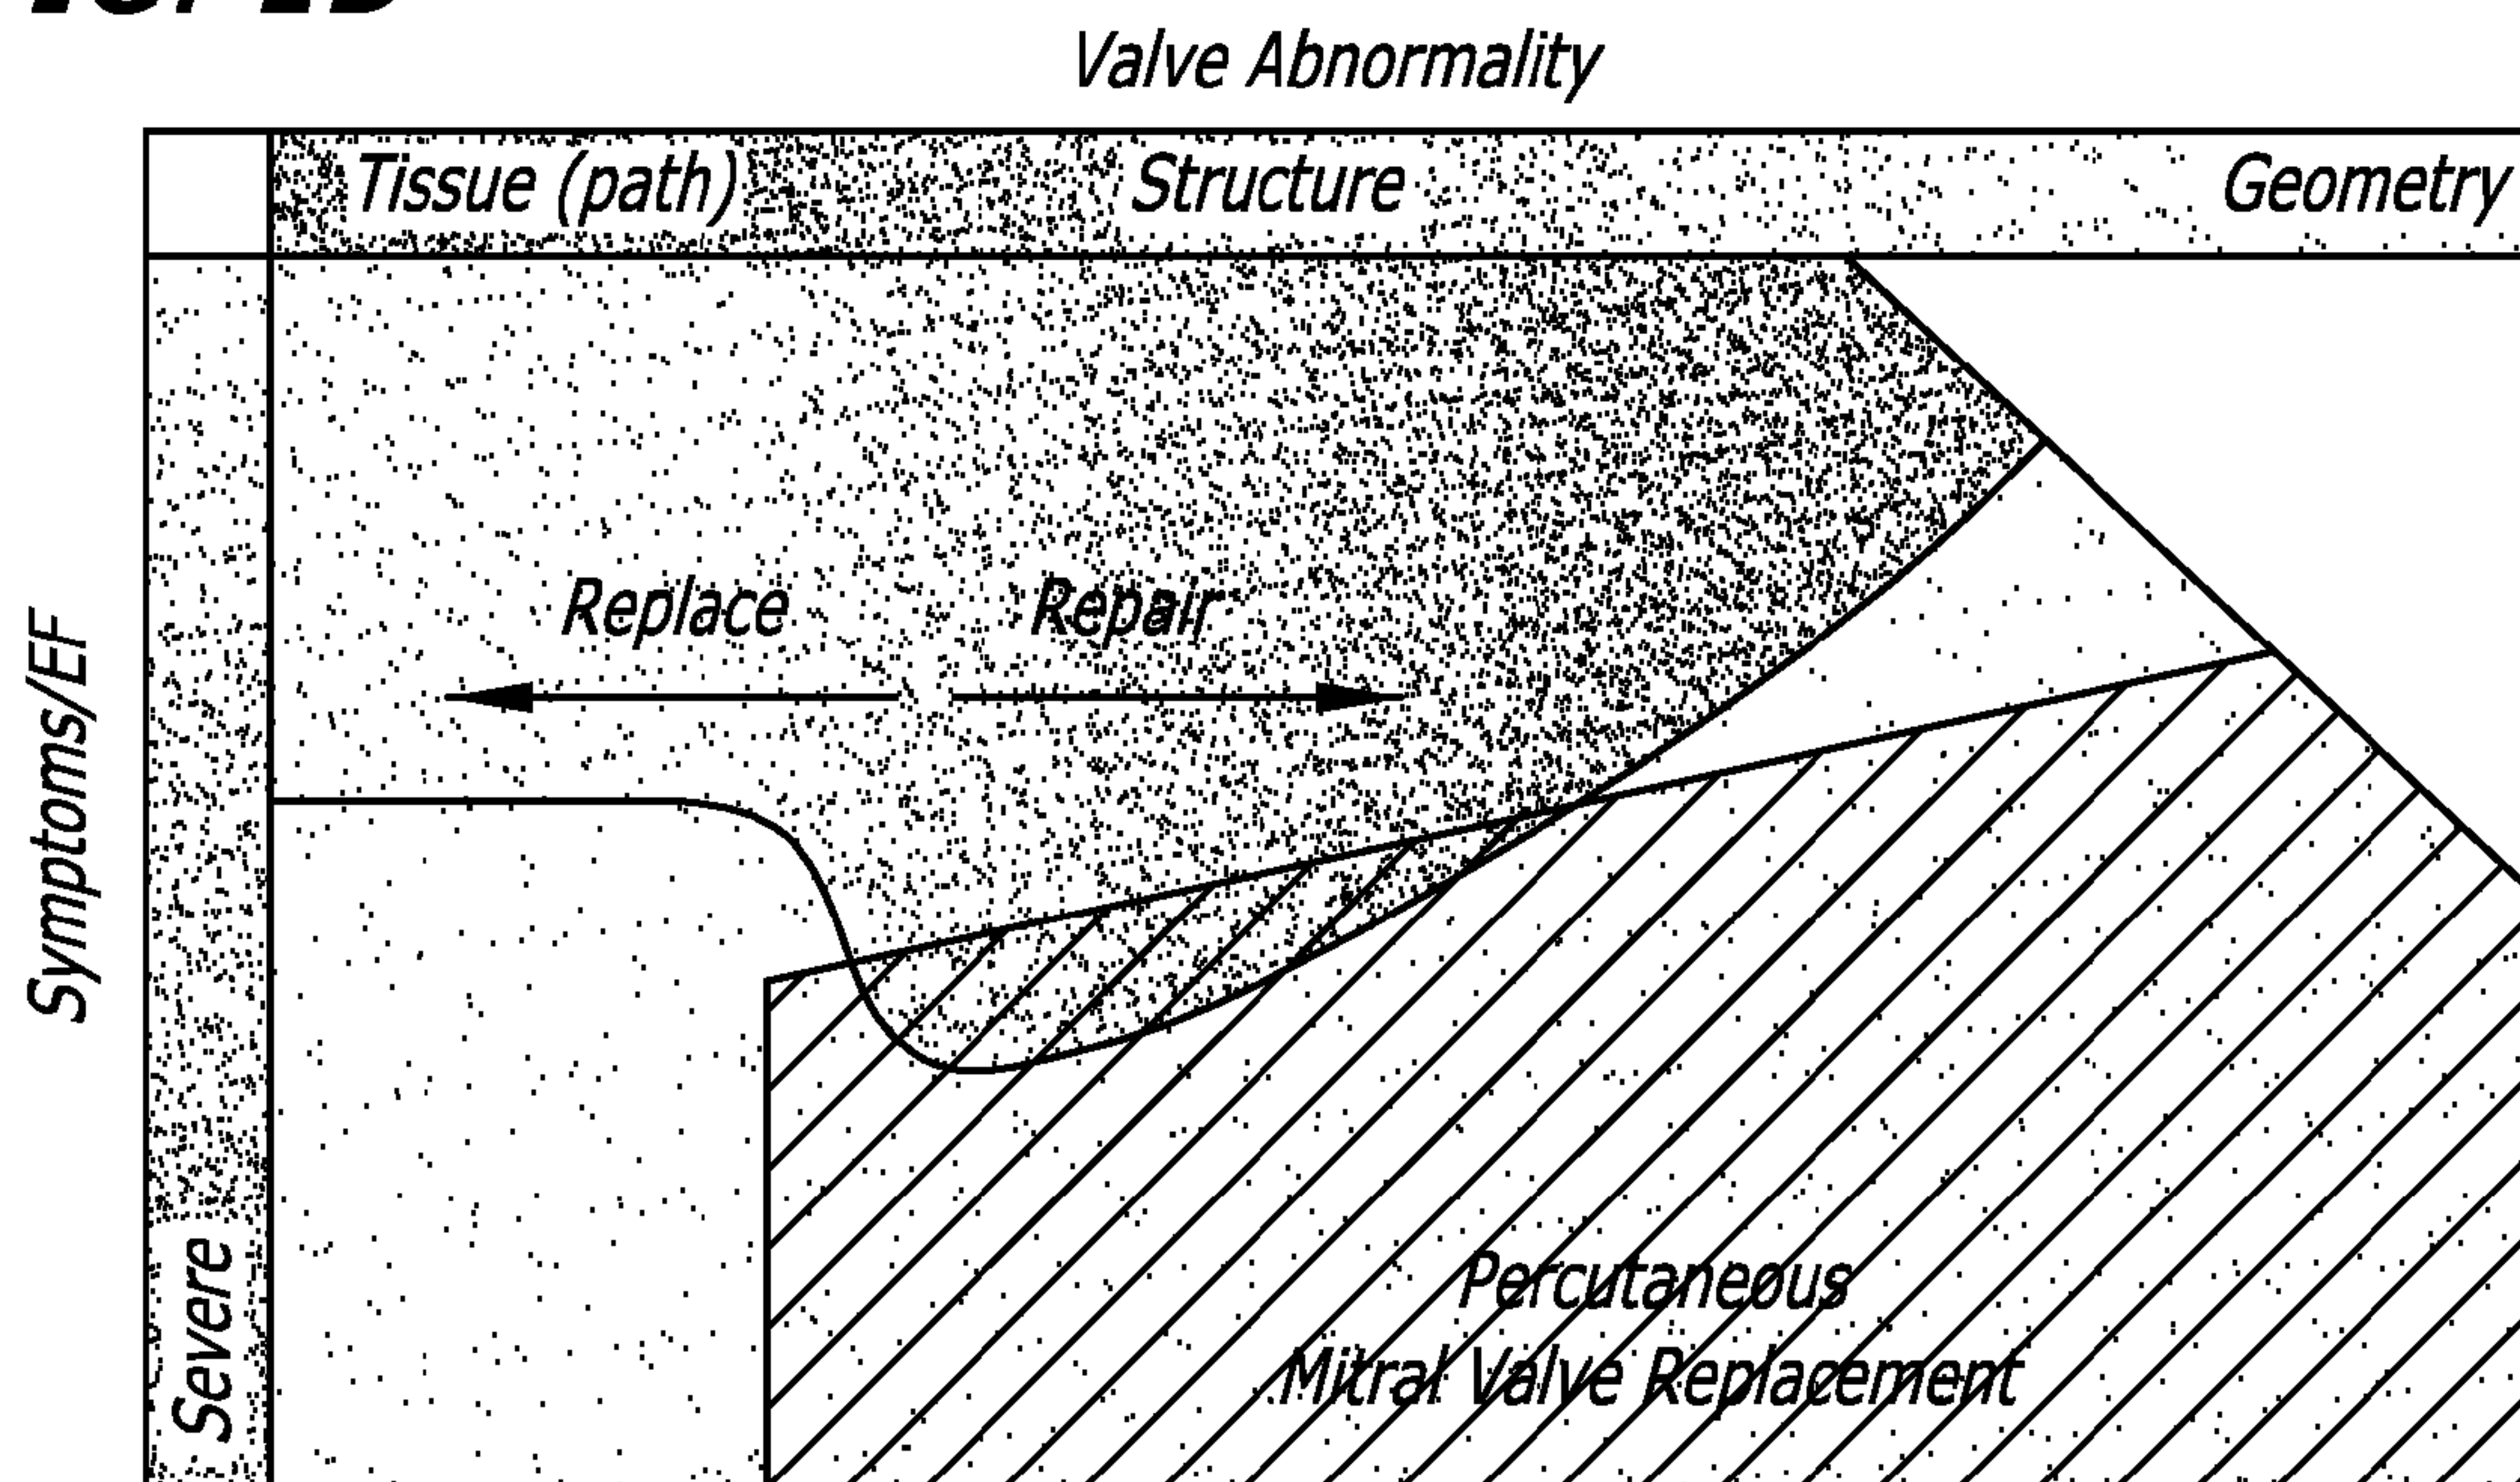 Valve Abnormality
Tissue (path) Structure Geometry
Replace Repair
Symptoms/EF
Severe
Percutaneous
Mitral Valve Replacement